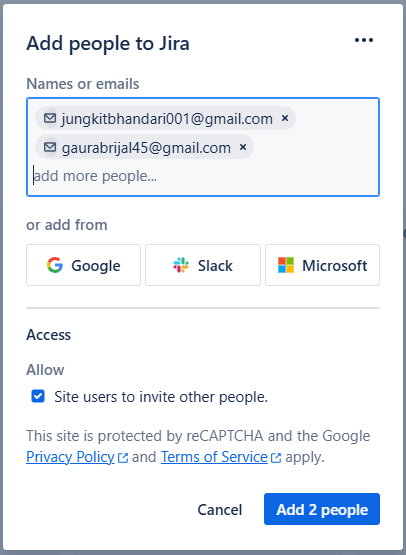 Add people to Jira
Names or emails
jungkitbhandari001@gmail.com ×
gaurabrijal45@gmail.com ×
add more people...
or add from
Google Slack Microsoft
Access
Allow
Site users to invite other people.
This site is protected by reCAPTCHA and the Google
Privacy Policy and Terms of Service apply.
Cancel Add 2 people